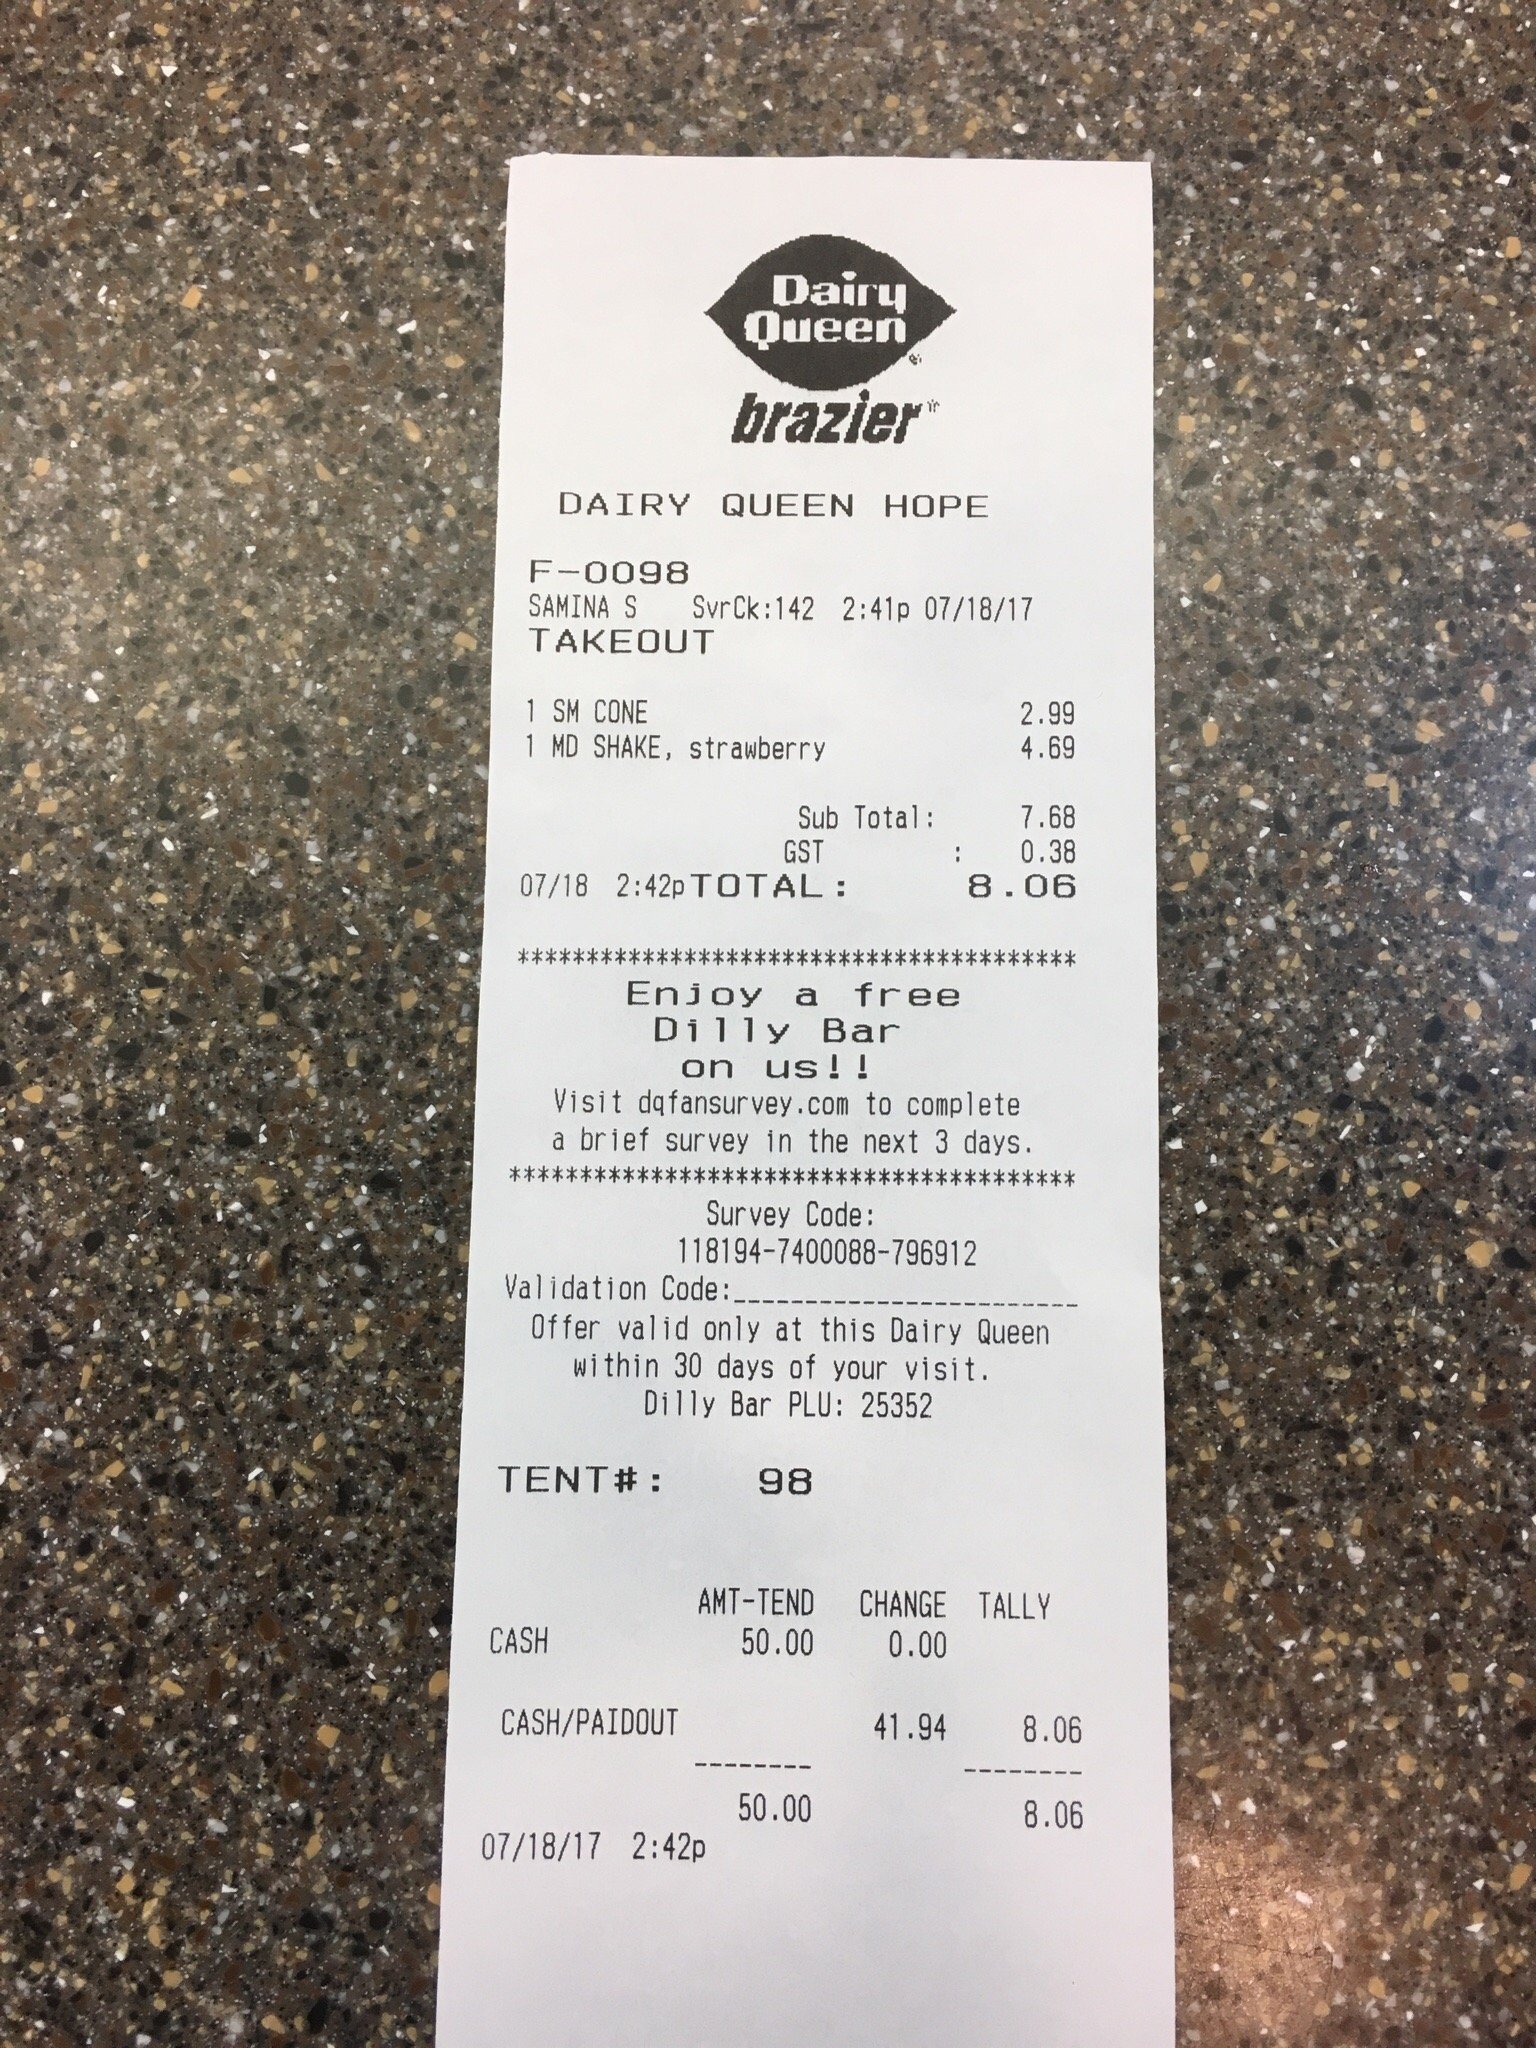 Dairy
Queen®
brazier™
DAIRY QUEEN HOPE
F-0098
SAMINA S SvrCk:142 2:41p 07/18/17
TAKEOUT
1 SM CONE 2.99
1 MD SHAKE, strawberry 4.69
Sub Total: 7.68
GST : 0.38
07/18 2:42pTOTAL: 8.06
****************************************
Enjoy a free
Dilly Bar
on us!!
Visit dqfansurvey.com to complete
a brief survey in the next 3 days.
****************************************
Survey Code:
118194-7400088-796912
Validation Code:________________________
Offer valid only at this Dairy Queen
within 30 days of your visit.
Dilly Bar PLU: 25352
TENT#: 98
AMT-TEND CHANGE TALLY
CASH 50.00 0.00
CASH/PAIDOUT 41.94 8.06
-------- --------
50.00 8.06
07/18/17 2:42p